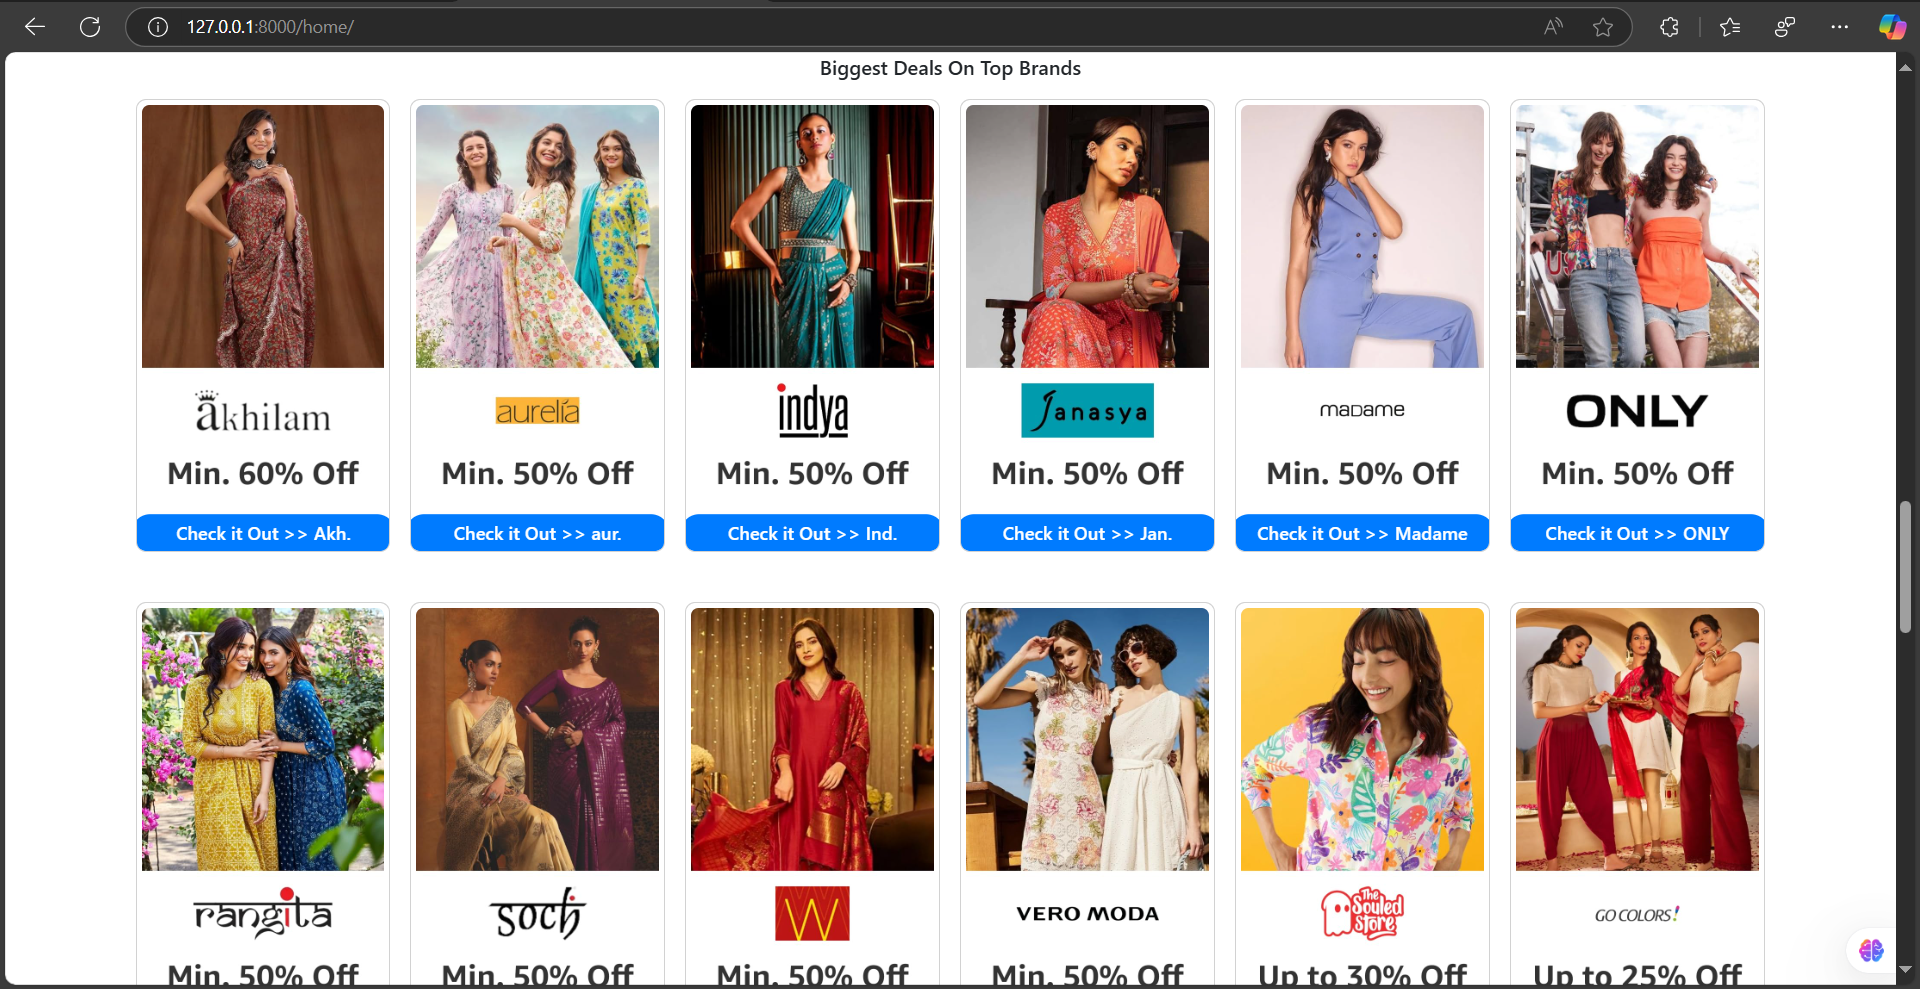 127.0.0.1:8000/home/
Biggest Deals On Top Brands
akhilam
aurelia
indya
Janasya
madame
ONLY
Min. 60% Off
Min. 50% Off
Min. 50% Off
Min. 50% Off
Min. 50% Off
Min. 50% Off
Check it Out >> Akh.
Check it Out >> aur.
Check it Out >> Ind.
Check it Out >> Jan.
Check it Out >> Madame
Check it Out >> ONLY
rangita
soch
W
VERO MODA
The Souled Store
GO COLORS!
Min. 50% Off
Min. 50% Off
Min. 50% Off
Min. 50% Off
Up to 30% Off
Up to 25% Off